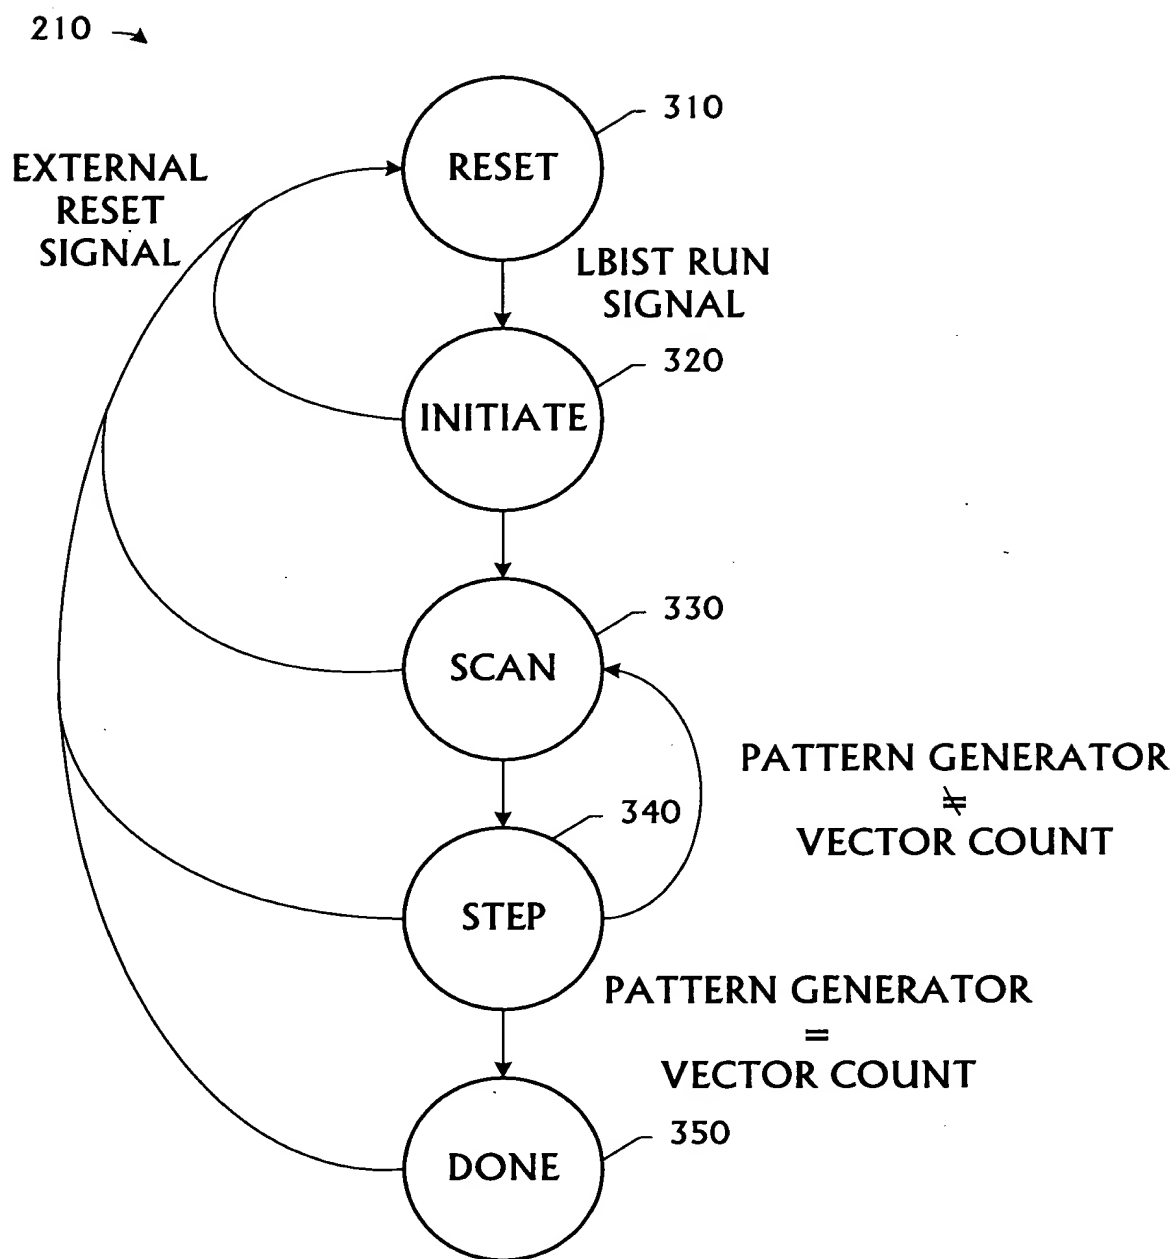 210
310
RESET
EXTERNAL
RESET
SIGNAL
LBIST RUN
SIGNAL
320
INITIATE
330
SCAN
PATTERN GENERATOR
≠
VECTOR COUNT
340
STEP
PATTERN GENERATOR
=
VECTOR COUNT
350
DONE